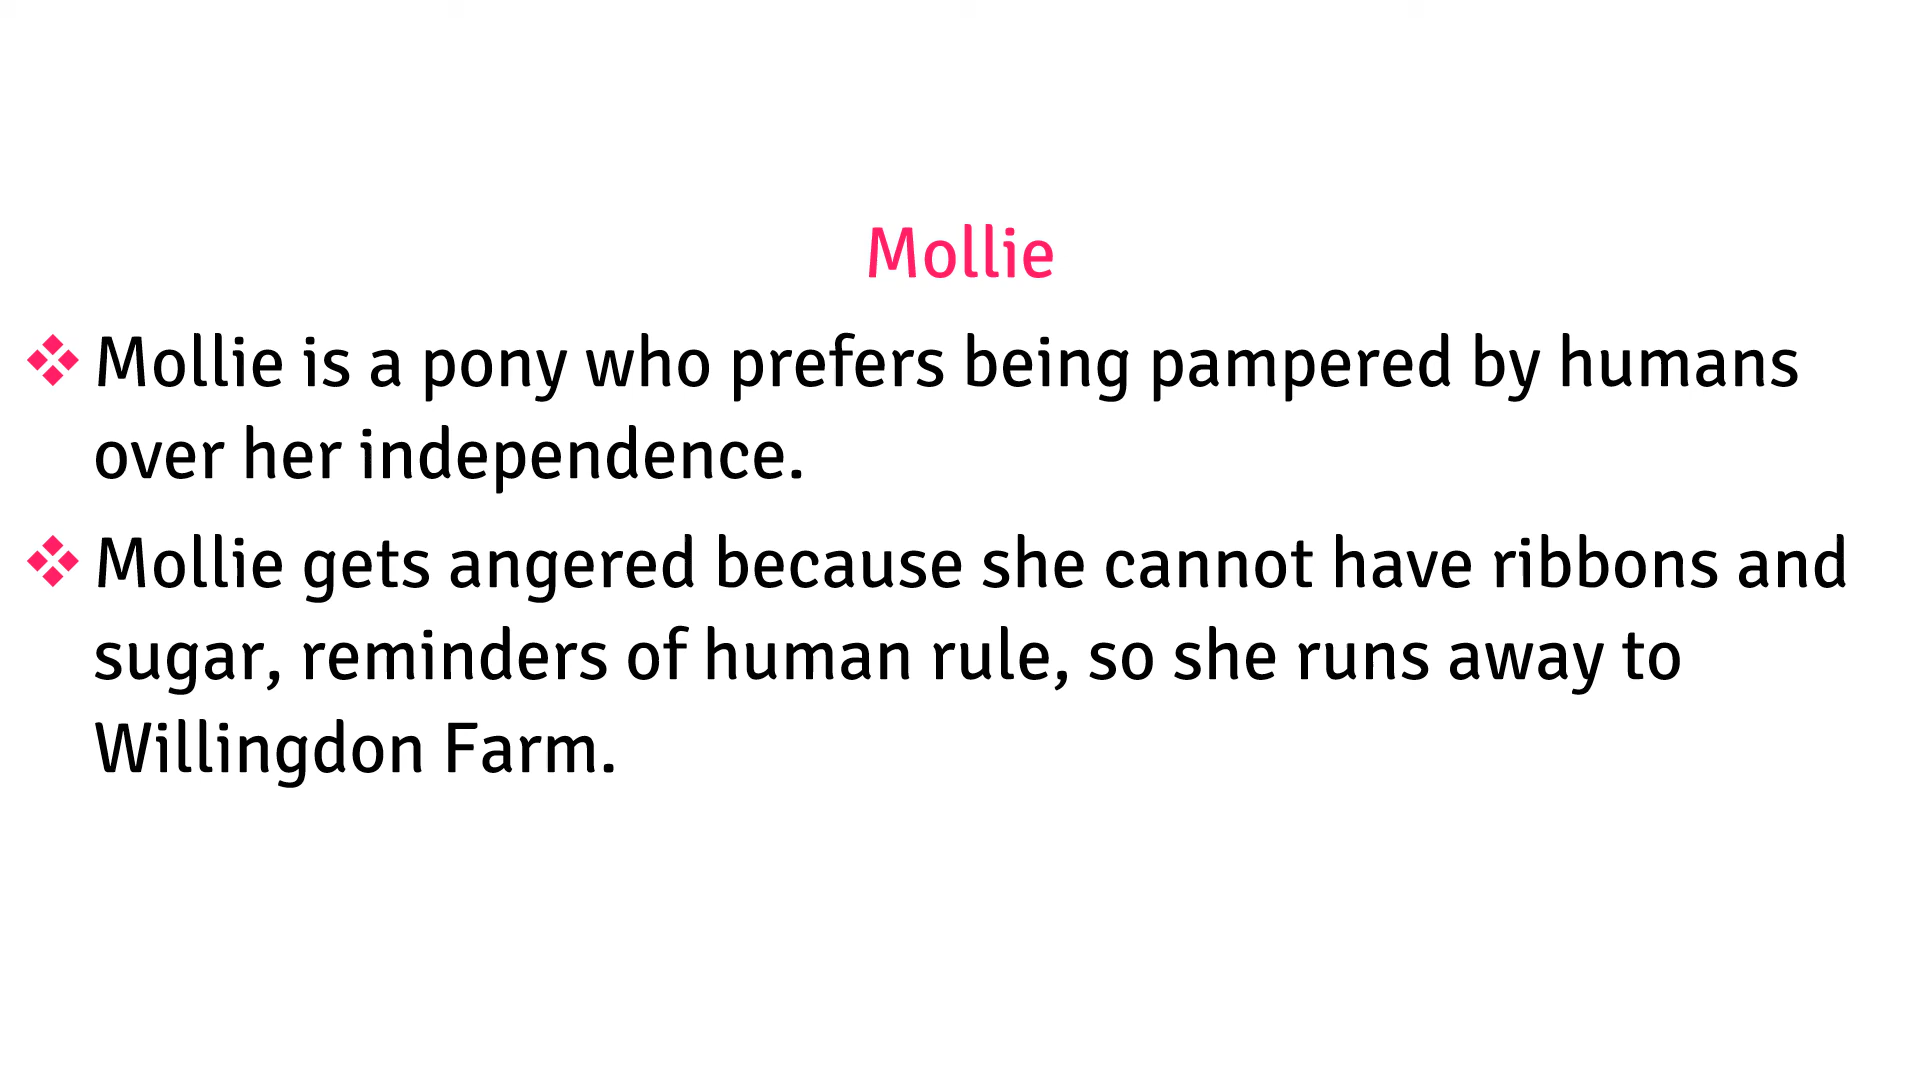 Mollie
❖ Mollie is a pony who prefers being pampered by humans
over her independence.
❖ Mollie gets angered because she cannot have ribbons and
sugar, reminders of human rule, so she runs away to
Willingdon Farm.